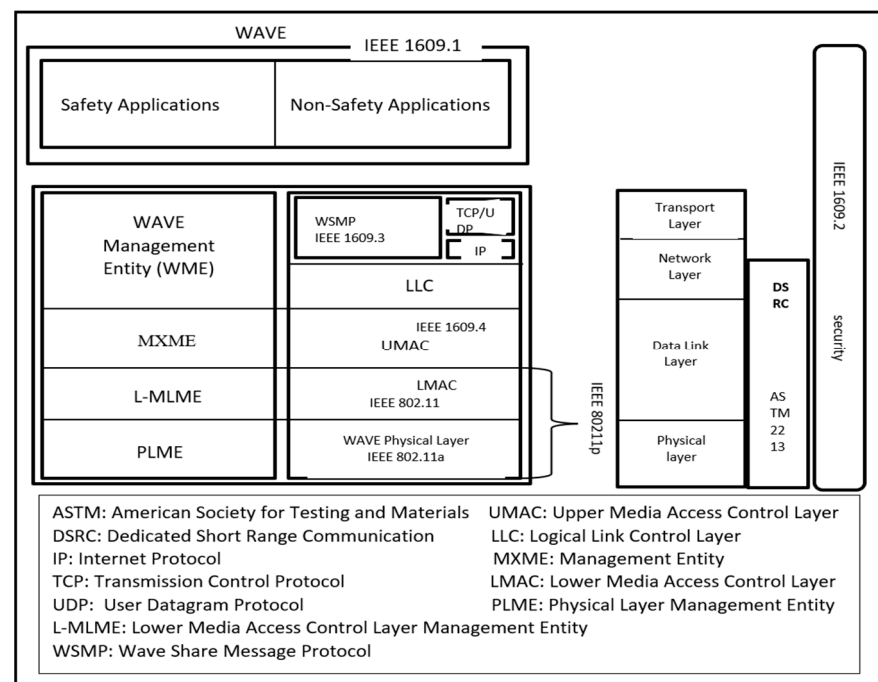 WAVE
IEEE 1609.1
Safety Applications
Non-Safety Applications
WAVE
Management
Entity (WME)
MXME
L-MLME
PLME
WSMP
IEEE 1609.3
TCP/U
DP
IP
LLC
IEEE 1609.4
UMAC
LMAC
IEEE 802.11
WAVE Physical Layer
IEEE 802.11a
IEEE 80211p
Transport
Layer
Network
Layer
Data Link
Layer
Physical
layer
DS
RC
AS
TM
22
13
IEEE 1609.2
security
ASTM: American Society for Testing and Materials
UMAC: Upper Media Access Control Layer
DSRC: Dedicated Short Range Communication
LLC: Logical Link Control Layer
IP: Internet Protocol
MXME: Management Entity
TCP: Transmission Control Protocol
LMAC: Lower Media Access Control Layer
UDP: User Datagram Protocol
PLME: Physical Layer Management Entity
L-MLME: Lower Media Access Control Layer Management Entity
WSMP: Wave Share Message Protocol